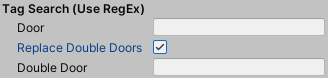 Tag Search (Use RegEx)
Door
Replace Double Doors
Double Door